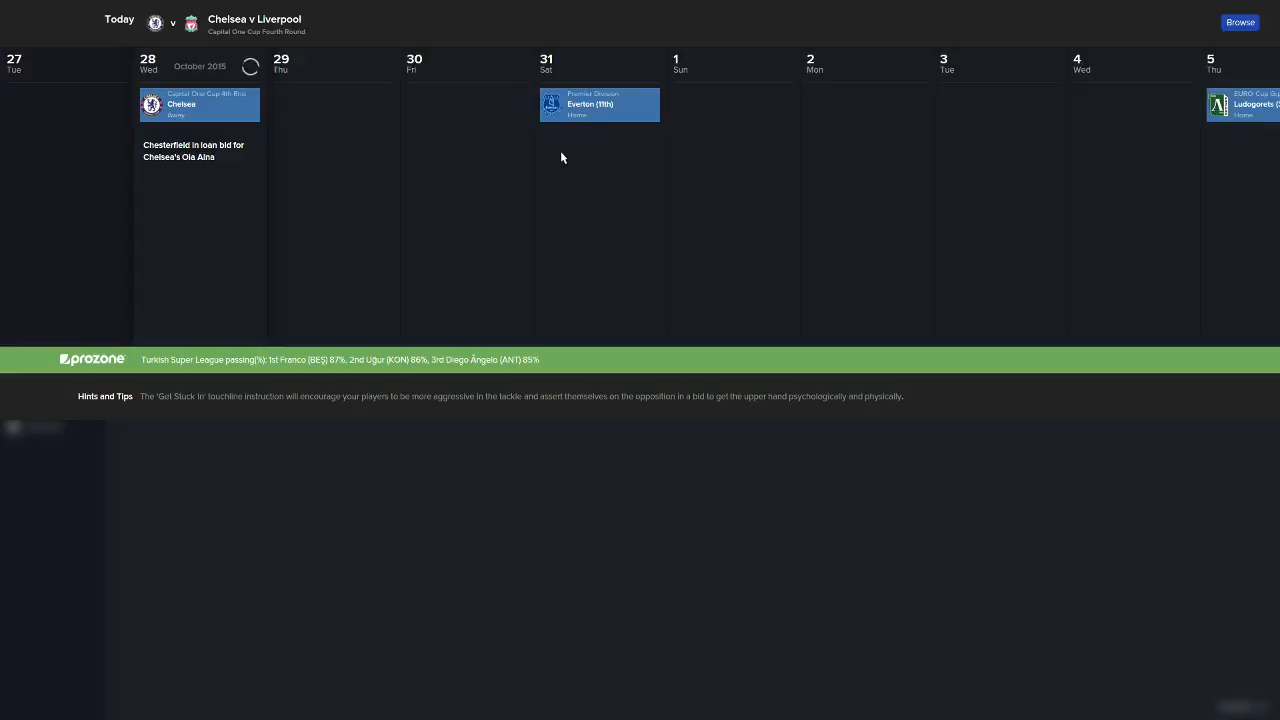 Today
v
Chelsea v Liverpool
Capital One Cup Fourth Round
Browse
27
Tue
28
Wed
October 2015
29
Thu
30
Fri
31
Sat
1
Sun
2
Mon
3
Tue
4
Wed
5
Thu
Capital One Cup 4th Rnd
Chelsea
Away
Premier Division
Everton (11th)
Home
EURO Cup Grp
Ludogorets (
Home
Chesterfield in loan bid for
Chelsea's Ola Aina
prozone
Turkish Super League passing(%): 1st Franco (BEŞ) 87%, 2nd Uğur (KON) 86%, 3rd Diego Ângelo (ANT) 85%
Hints and Tips
The 'Get Stuck In' touchline instruction will encourage your players to be more aggressive in the tackle and assert themselves on the opposition in a bid to get the upper hand psychologically and physically.